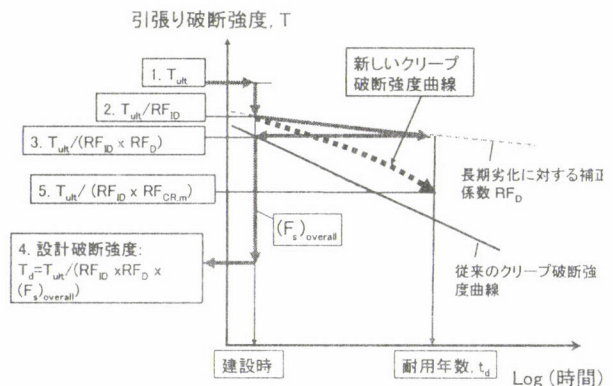 引張り破断強度, T
1. Tult
2. Tult/RFID
3. Tult/(RFID x RFD)
5. Tult/ (RFID x RFCR.m)
4. 設計破断強度:
Td=Tult/(RFID xRFD x
(Fs)overall)
(Fs)overall
新しいクリープ
破断強度曲線
長期劣化に対する補正
係数 RFD
従来のクリープ破断強
度曲線
建設時
耐用年数, td
Log (時間)